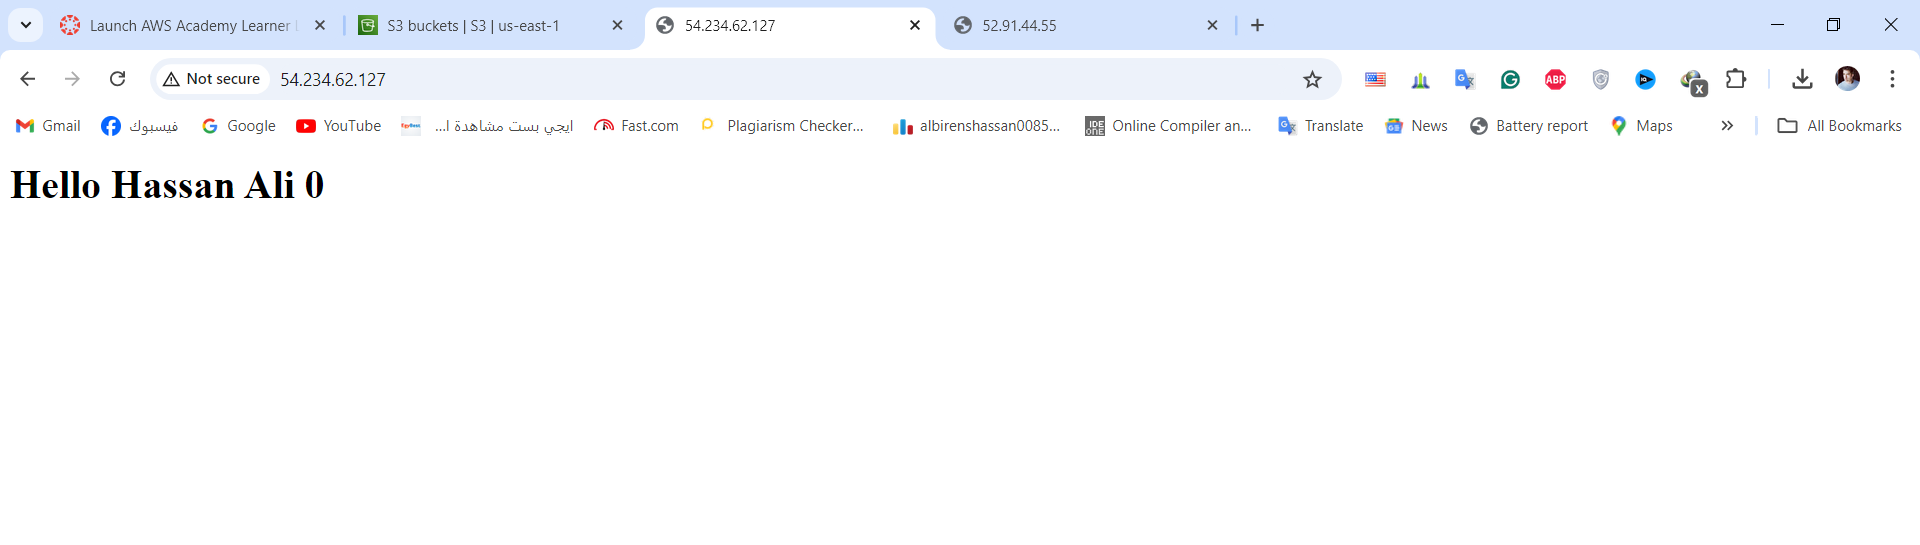 Launch AWS Academy Learner L
S3 buckets | S3 | us-east-1
54.234.62.127
52.91.44.55
Not secure
54.234.62.127
Gmail
فيسبوك
Google
YouTube
ايجي بست مشاهدة ا...
Fast.com
Plagiarism Checker...
albirenshassan0085...
Online Compiler an...
Translate
News
Battery report
Maps
All Bookmarks
Hello Hassan Ali 0